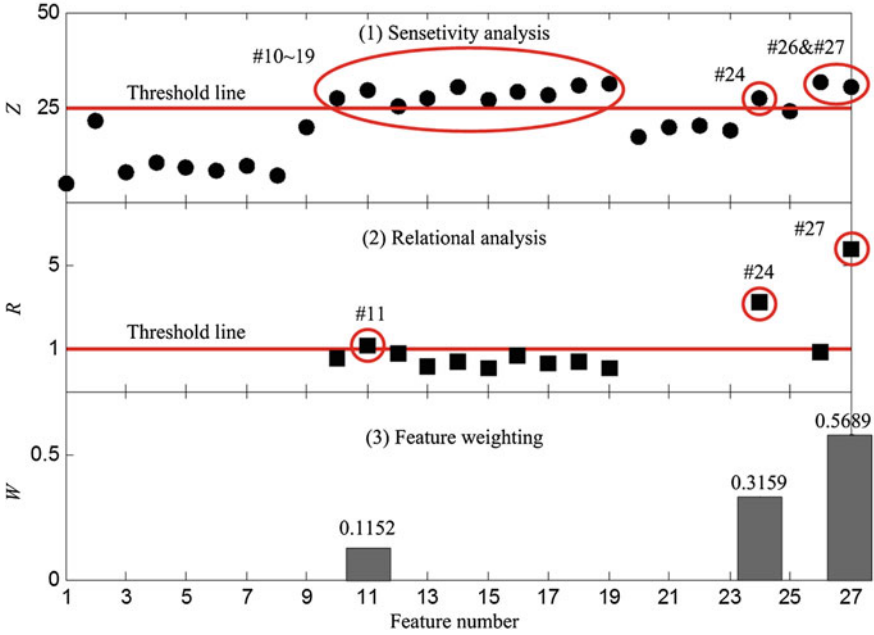 50
(1) Sensetivity analysis
#10~19
#26&#27
#24
Threshold line
25
Z
(2) Relational analysis
#27
5
#24
R
#11
Threshold line
1
(3) Feature weighting
0.5689
0.5
0.3159
W
0.1152
0
1 3 5 7 9 11 13 15 17 19 21 23 25 27
Feature number